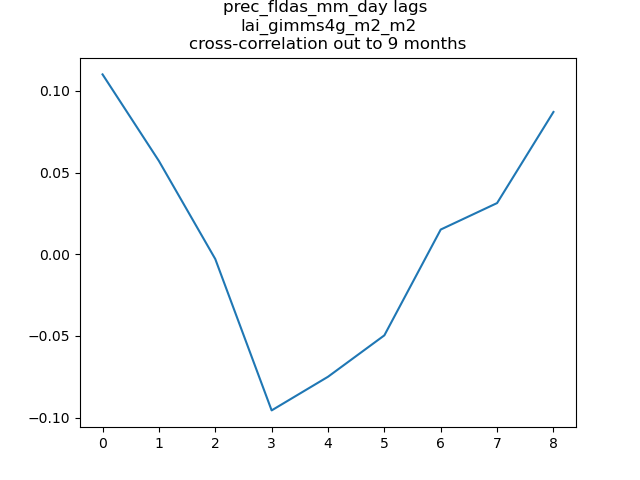 prec_fldas_mm_day lags
lai_gimms4g_m2_m2
cross-correlation out to 9 months
0.10
0.05
0.00
−0.05
−0.10
0 1 2 3 4 5 6 7 8